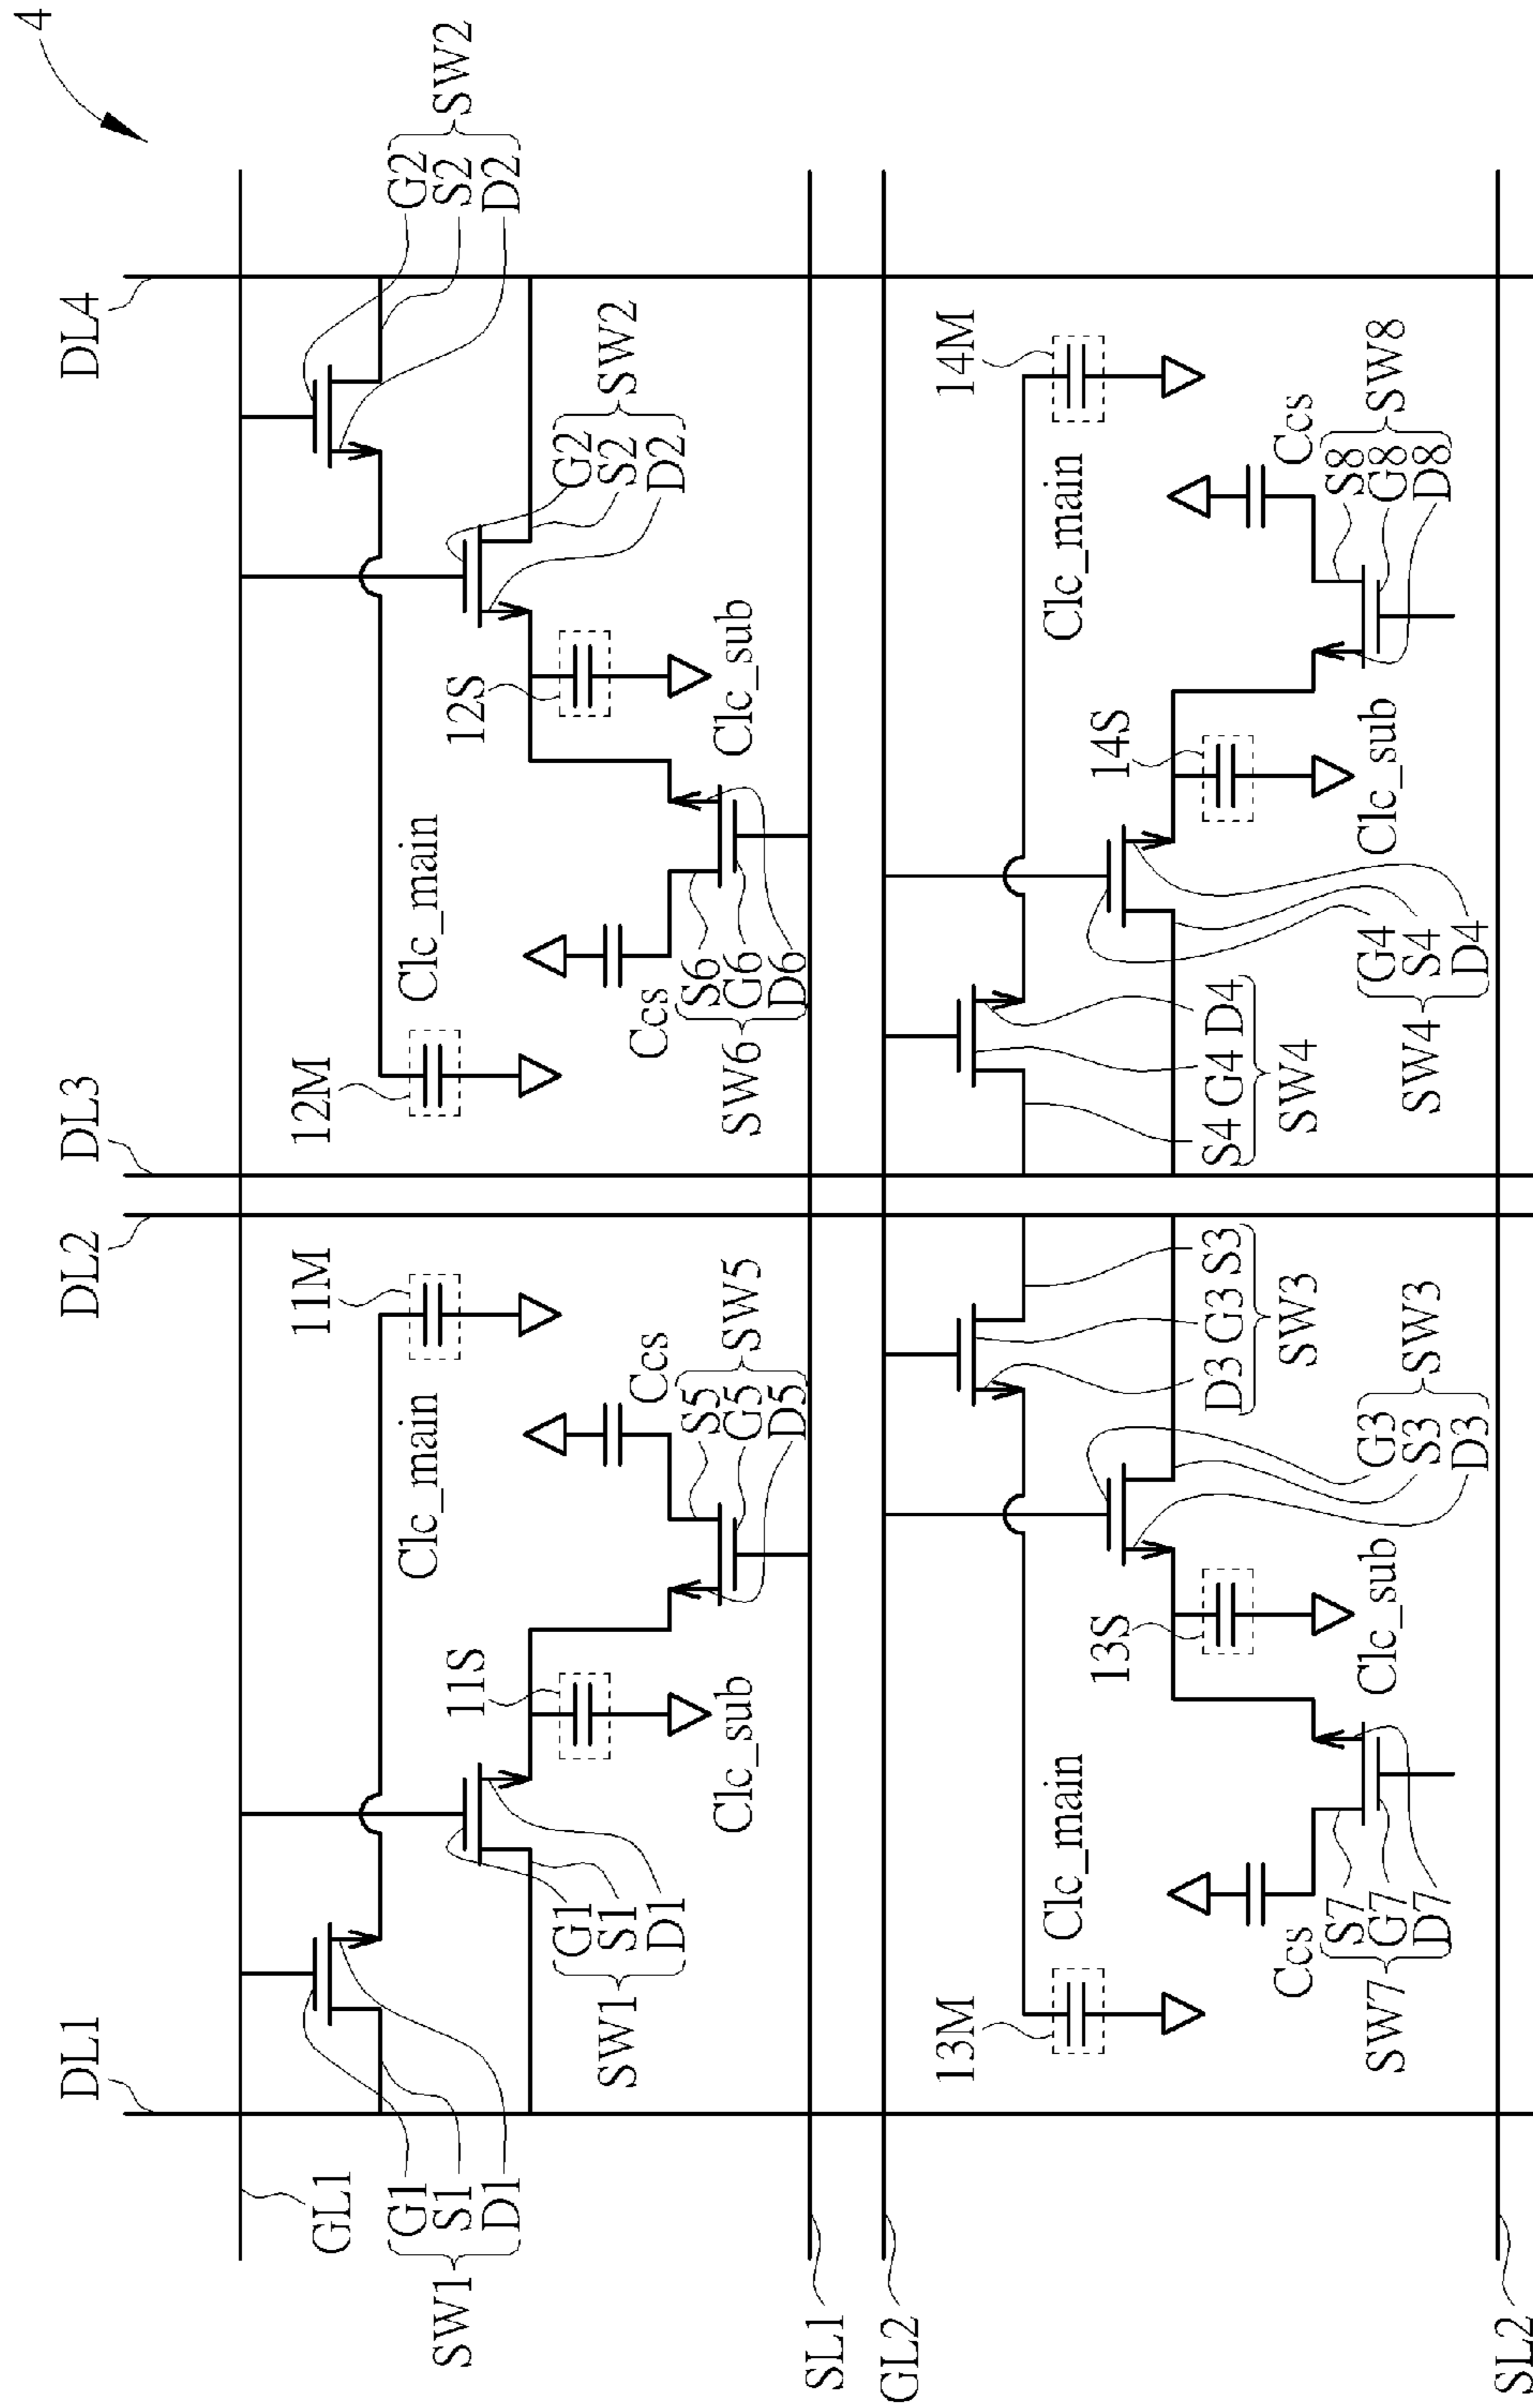 4
DL1
DL2
DL3
DL4
GL1
G1
S1
D1
SW1
11M
Clc_main
12M
Clc_main
G2
S2
D2
SW2
G1
S1
D1
SW1
11S
Clc_sub
Ccs
S5
G5
D5
SW5
Ccs
S6
G6
D6
SW6
12S
Clc_sub
G2
S2
D2
SW2
SL1
GL2
13M
Clc_main
D3 G3 S3
SW3
S4 G4 D4
SW4
14M
Clc_main
Ccs
S7
G7
D7
SW7
13S
Clc_sub
G3
S3
D3
SW3
G4
S4
D4
SW4
14S
Clc_sub
Ccs
S8
G8
D8
SW8
SL2